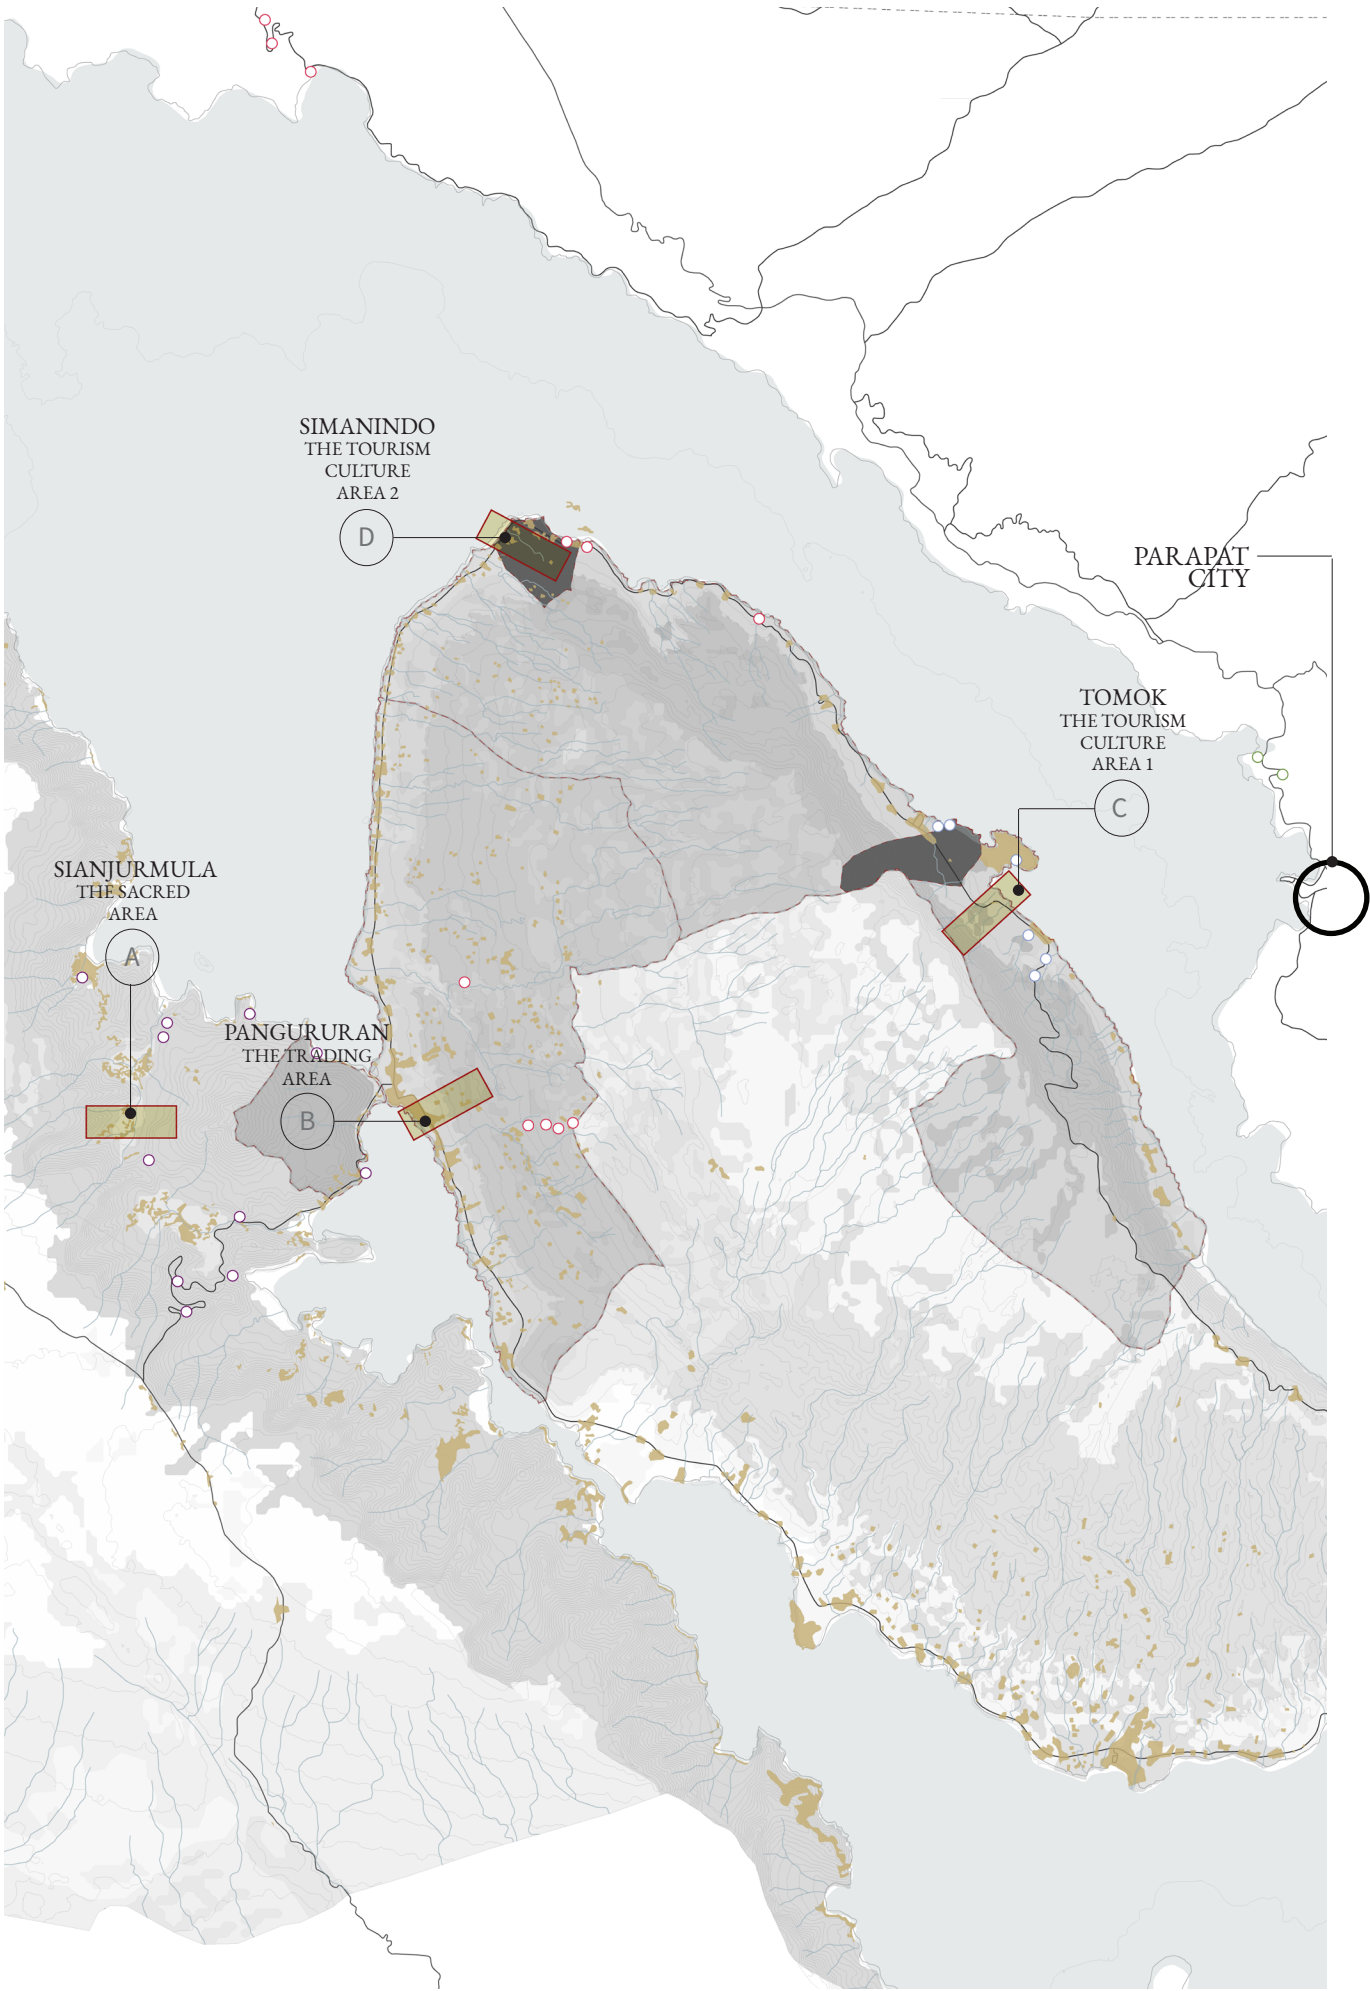 SIMANINDO
THE TOURISM
CULTURE
AREA 2
D
PARAPAT
CITY
TOMOK
THE TOURISM
CULTURE
AREA 1
C
SIANJURMULA
THE SACRED
AREA
A
PANGURURAN
THE TRADING
AREA
B